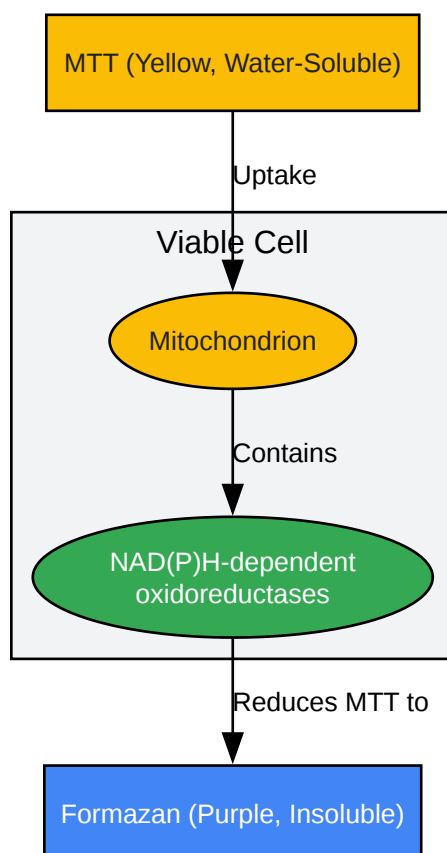 MTT (Yellow, Water-Soluble)
Uptake
Viable Cell
Mitochondrion
Contains
NAD(P)H-dependent
oxidoreductases
Reduces MTT to
Formazan (Purple, Insoluble)